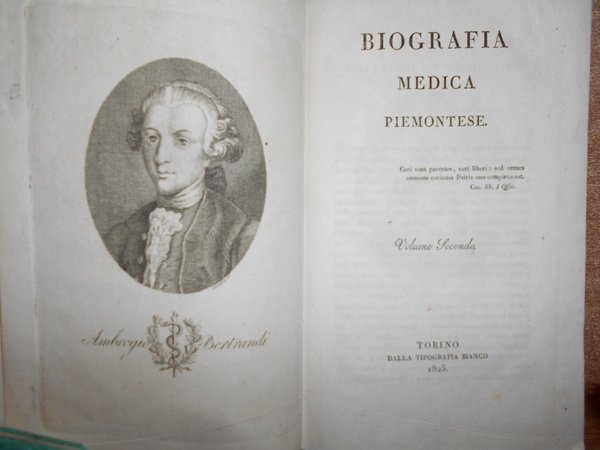 Ambrogio Bertrandi
BIOGRAFIA
MEDICA
PIEMONTESE.
Cari sunt parentes, cari liberi: sed omnes
omnium caritates Patria una complexa est.
Cic. lib. I Offic.
Volume Secondo
TORINO
DALLA TIPOGRAFIA BIANCO
1825.